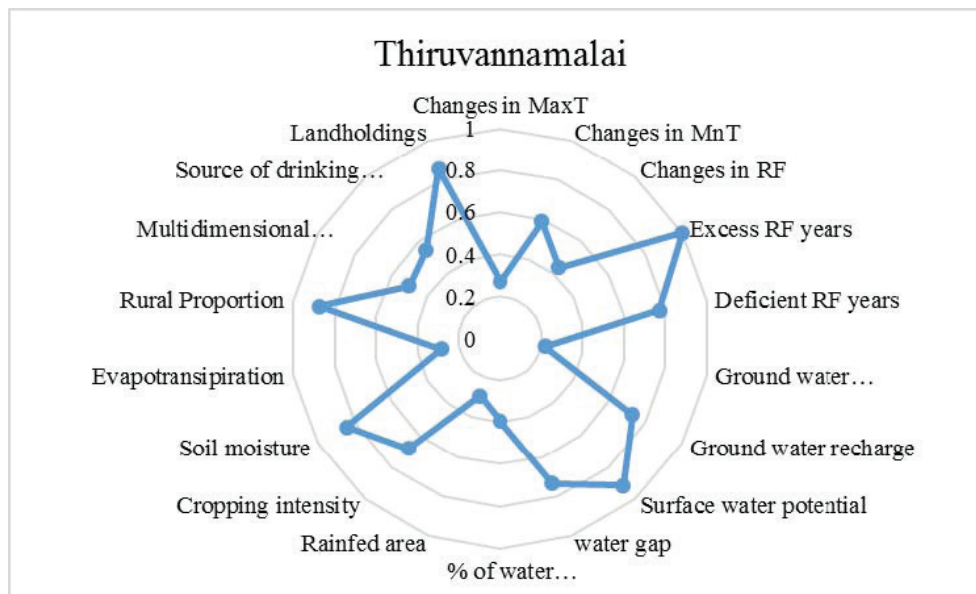 Thiruvannamalai
Changes in MaxT
Changes in MnT
Changes in RF
Excess RF years
Deficient RF years
Ground water…
Ground water recharge
Surface water potential
water gap
% of water…
Rainfed area
Cropping intensity
Soil moisture
Evapotransipiration
Rural Proportion
Multidimensional…
Source of drinking…
Landholdings
1
0.8
0.6
0.4
0.2
0